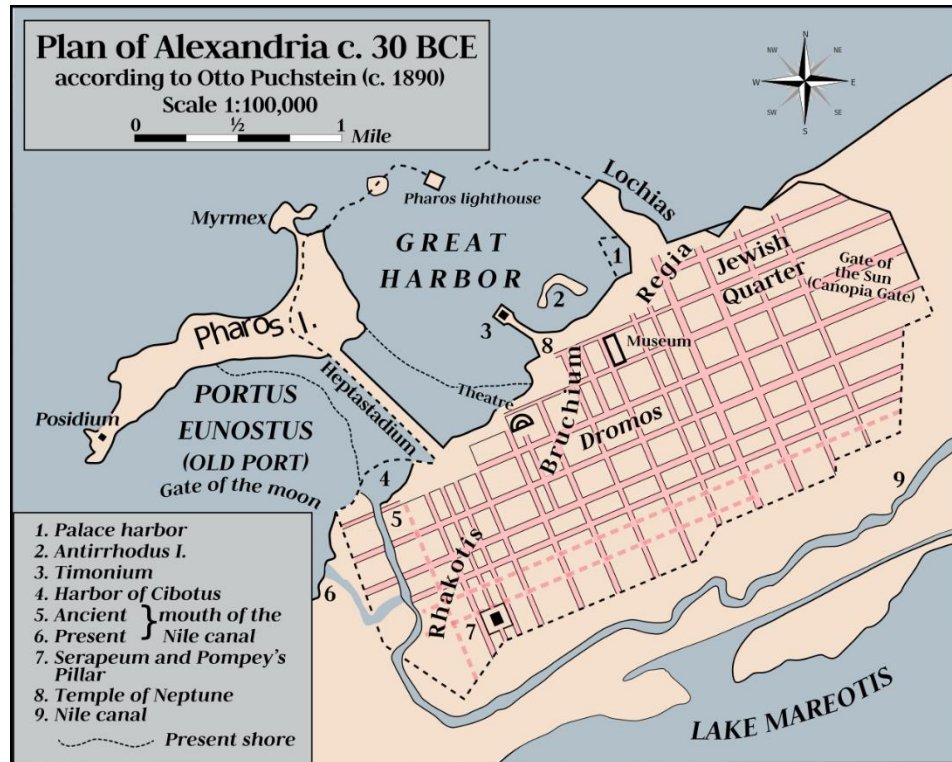 Plan of Alexandria c. 30 BCE
according to Otto Puchstein (c. 1890)
Scale 1:100,000
0 ½ 1 Mile
N
NW NE
W E
SW SE
S
Lochias
Pharos lighthouse
Myrmex
GREAT
HARBOR
1
Regia
Jewish
Quarter
Gate of
the Sun
(Canopia Gate)
2
3
8
Museum
Pharos I.
Heptastadium
Theatre
Bruchium
Dromos
PORTUS
EUNOSTUS
(OLD PORT)
Gate of the moon
Posidium
4
5
6
Rhakotis
7
9
LAKE MAREOTIS
1. Palace harbor
2. Antirrhodus I.
3. Timonium
4. Harbor of Cibotus
5. Ancient } mouth of the
6. Present Nile canal
7. Serapeum and Pompey's
Pillar
8. Temple of Neptune
9. Nile canal
Present shore